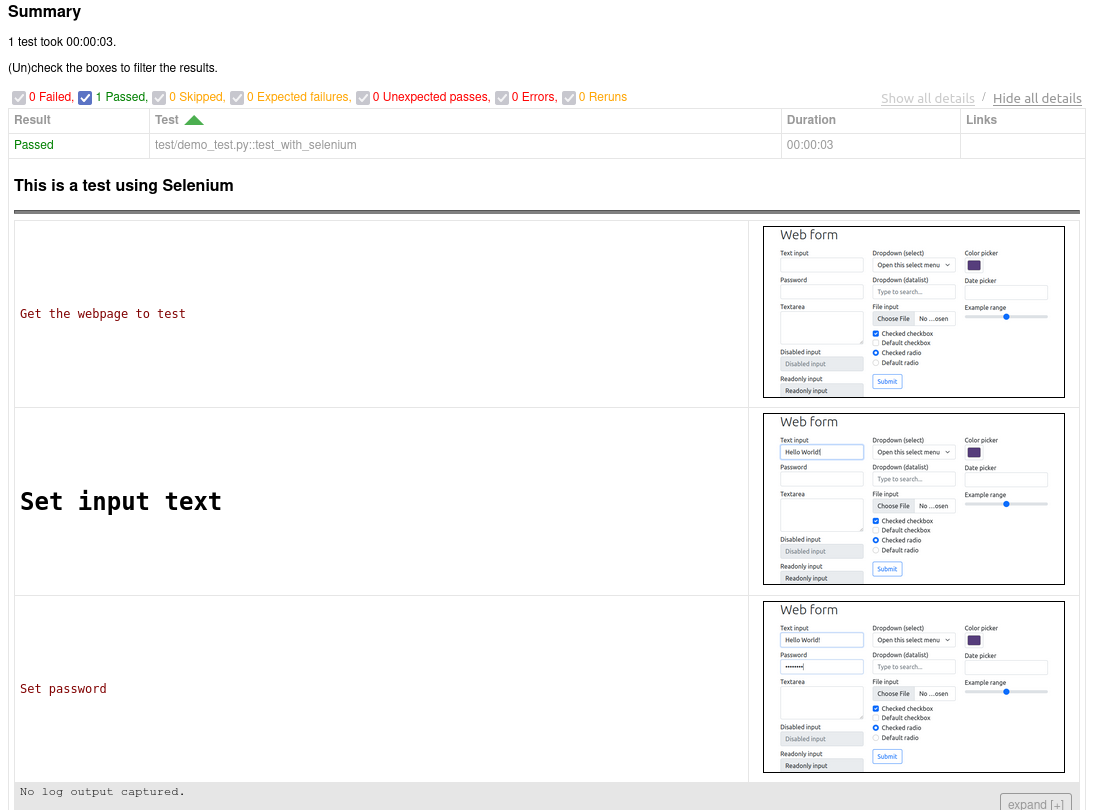 Summary
1 test took 00:00:03.
(Un)check the boxes to filter the results.
0 Failed, 1 Passed, 0 Skipped, 0 Expected failures, 0 Unexpected passes, 0 Errors, 0 Reruns
Show all details / Hide all details
Result Test Duration Links
Passed test/demo_test.py::test_with_selenium 00:00:03
This is a test using Selenium
Get the webpage to test
Web form
Text input Dropdown (select) Color picker
Open this select menu
Password Dropdown (datalist) Date picker
Type to search...
Textarea File input Example range
Choose File No ...osen
Checked checkbox
Default checkbox
Disabled input Checked radio
Disabled input Default radio
Readonly input Submit
Readonly input
Set input text
Web form
Text input Dropdown (select) Color picker
Hello World! Open this select menu
Password Dropdown (datalist) Date picker
Type to search...
Textarea File input Example range
Choose File No ...osen
Checked checkbox
Default checkbox
Disabled input Checked radio
Disabled input Default radio
Readonly input Submit
Readonly input
Set password
Web form
Text input Dropdown (select) Color picker
Hello World! Open this select menu
Password Dropdown (datalist) Date picker
•••••••• Type to search...
Textarea File input Example range
Choose File No ...osen
Checked checkbox
Default checkbox
Disabled input Checked radio
Disabled input Default radio
Readonly input Submit
Readonly input
No log output captured.
expand [+]